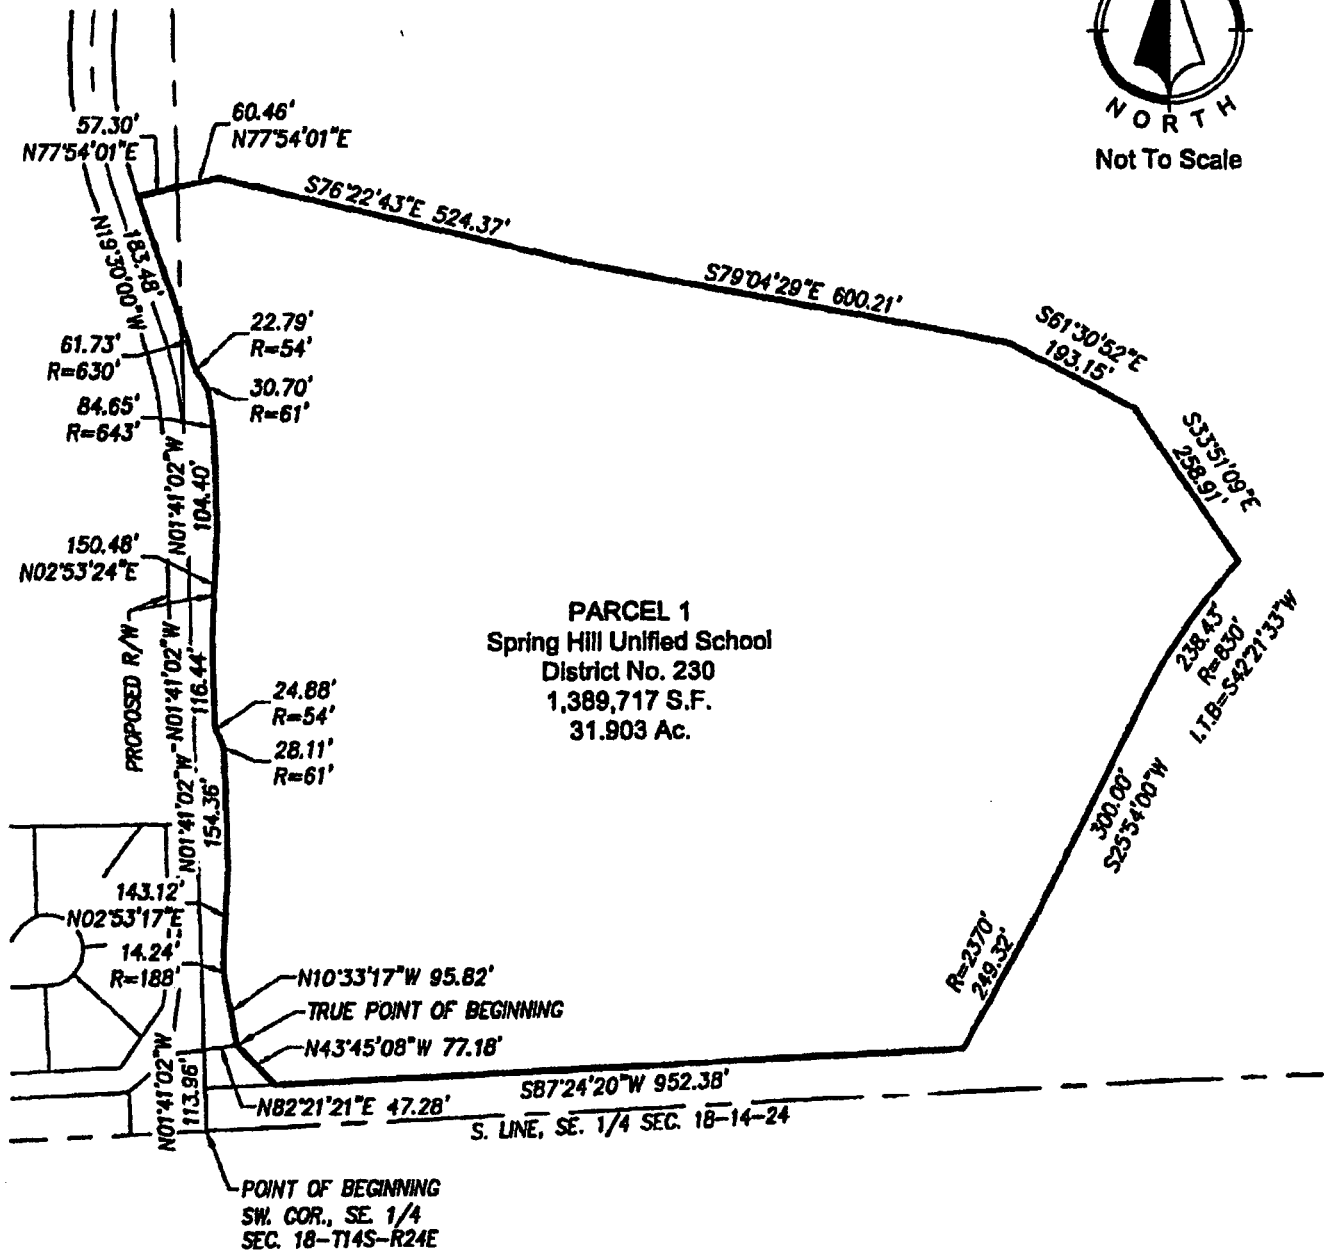 NORTH
Not To Scale
57.30'
N77°54'01"E
60.46'
N77°54'01"E
S76°22'43"E 524.37'
S79°04'29"E 600.21'
S61°30'52"E
193.15'
S33°51'09"E
258.91'
183.48'
N19°30'00"W
61.73'
R=630'
22.79'
R=54'
30.70'
R=61'
84.65'
R=643'
N01°41'02"W
104.40'
150.48'
N02°53'24"E
PROPOSED R/W
N01°41'02"W
116.44'
PARCEL 1
Spring Hill Unified School
District No. 230
1,389,717 S.F.
31.903 Ac.
238.43'
R=830'
I.T.B=S42°21'33"W
24.88'
R=54'
28.11'
R=61'
N01°41'02"W
154.36'
300.00'
S25°54'00"W
143.12'
N02°53'17"E
14.24'
R=188'
R=2370'
249.32'
N10°33'17"W 95.82'
TRUE POINT OF BEGINNING
N43°45'08"W 77.18'
N01°41'02"W
113.96'
N82°21'21"E 47.28'
S87°24'20"W 952.38'
S. LINE, SE. 1/4 SEC. 18-14-24
POINT OF BEGINNING
SW. COR., SE. 1/4
SEC. 18-T14S-R24E